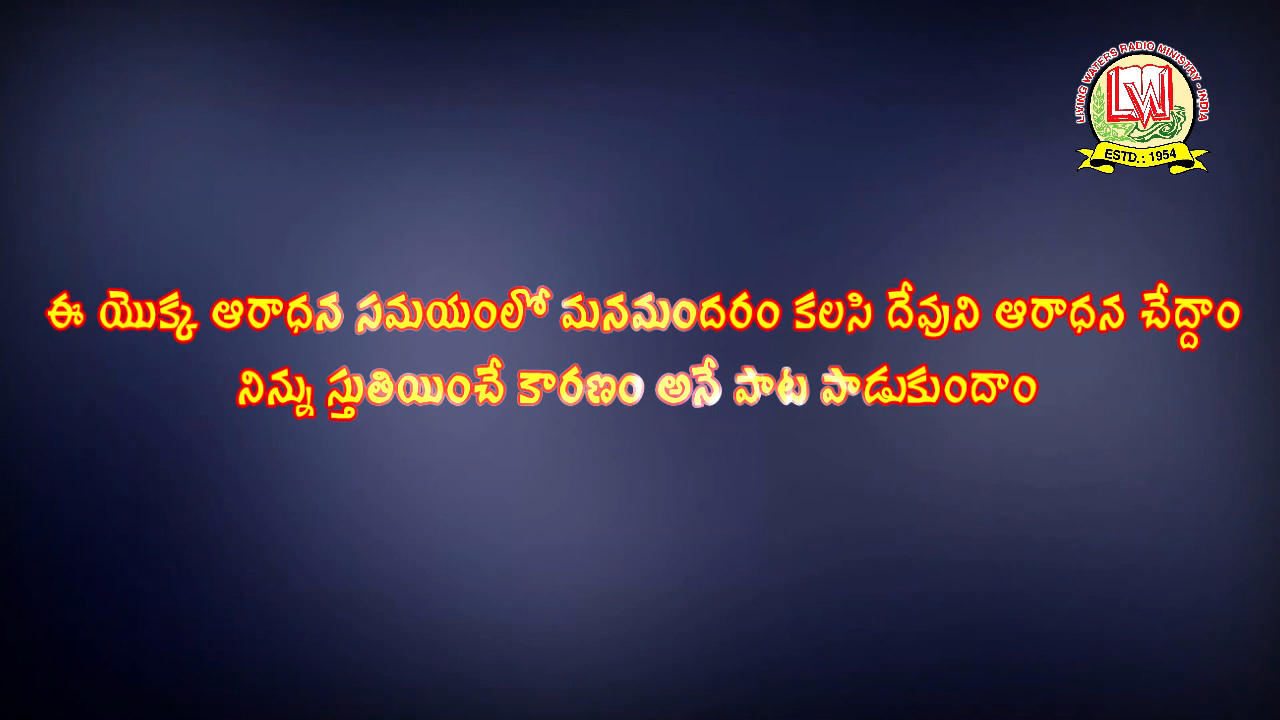 LIVING WATERS RADIO MINISTRY - INDIA
LW
ESTD.: 1954
ఈ యొక్క ఆరాధన సమయంలో మనమందరం కలసి దేవుని ఆరాధన చేద్దాం
నిన్ను స్తుతియించే కారణం అనే పాట పాడుకుందాం